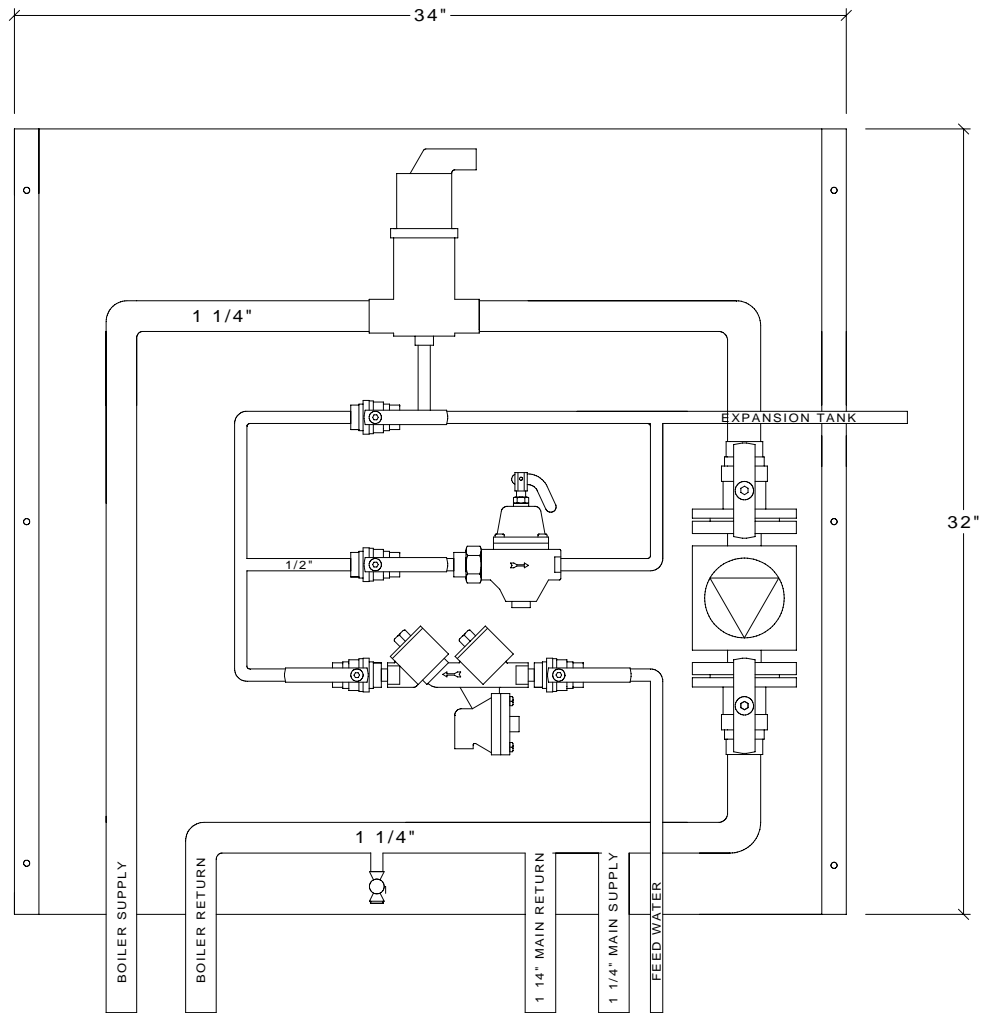 34"
1 1/4"
EXPANSION TANK
32"
1/2"
1 1/4"
BOILER SUPPLY
BOILER RETURN
1 14" MAIN RETURN
1 1/4" MAIN SUPPLY
FEED WATER